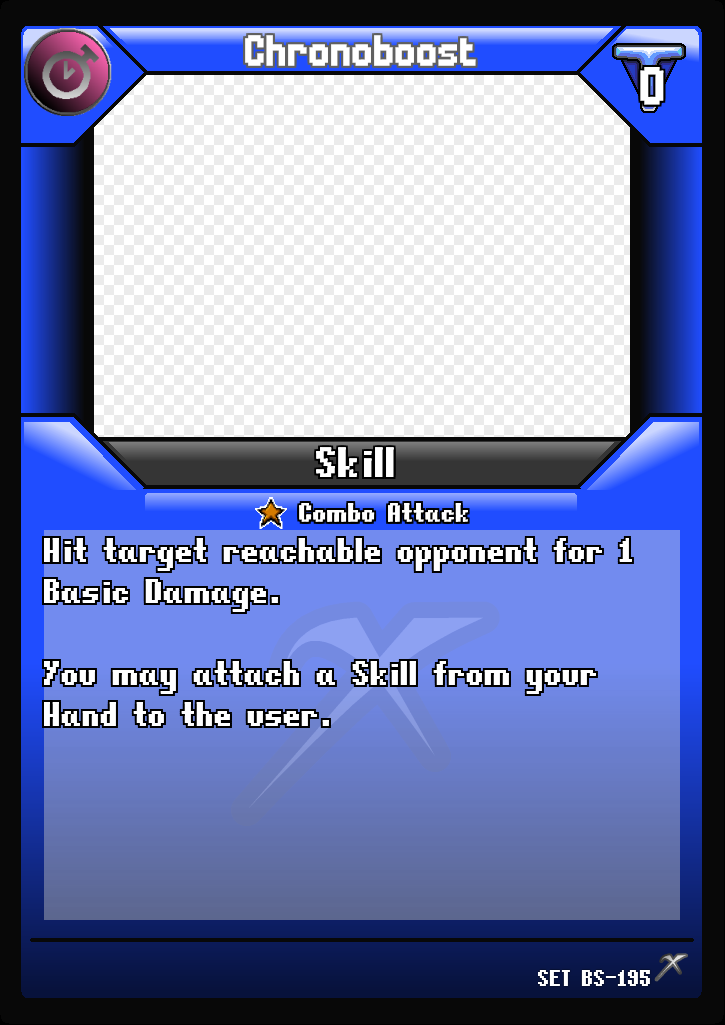 Chronoboost
0
Skill
Combo Attack
Hit target reachable opponent for 1
Basic Damage.
You may attach a Skill from your
Hand to the user.
SET BS-195